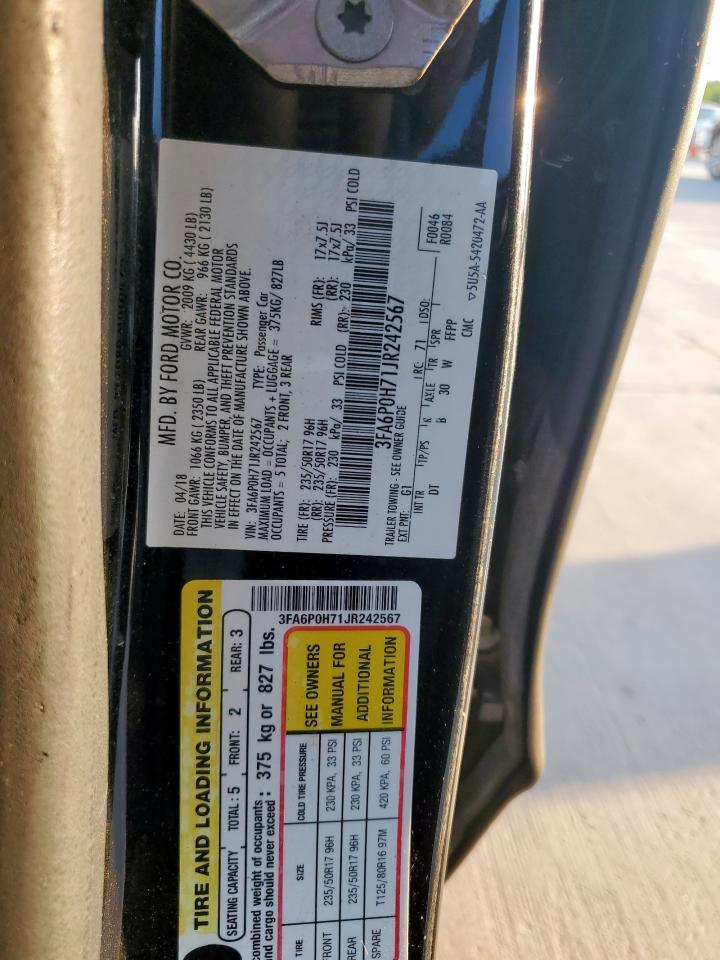 MFD. BY FORD MOTOR CO.
DATE: 04/18 GVWR: 2009 KG ( 4430 LB)
FRONT GAWR: 1066 KG ( 2350 LB) REAR GAWR: 966 KG ( 2130 LB)
THIS VEHICLE CONFORMS TO ALL APPLICABLE FEDERAL MOTOR
VEHICLE SAFETY, BUMPER, AND THEFT PREVENTION STANDARDS
IN EFFECT ON THE DATE OF MANUFACTURE SHOWN ABOVE.
VIN: 3FA6P0H71JR242567 TYPE: Passenger Car
MAXIMUM LOAD = OCCUPANTS + LUGGAGE = 375KG/ 827LB
OCCUPANTS = 5 TOTAL; 2 FRONT, 3 REAR
TIRE (FR): 235/50R17 96H RIMS (FR): 17x7.5J
(RR): 235/50R17 96H (RR): 17x7.5J
PRESSURE (FR): 230 kPa/ 33 PSI COLD (RR): 230 kPa/ 33 PSI COLD
3FA6P0H71JR242567
TRAILER TOWING - SEE OWNER GUIDE
EXT PNT: G1 RC: 71 DSO: F0046
R0084
INT TR TP/PS R AXLE TR SPR
DT B 30 W FFPP
CMC ▽5U5A-5420472-AA
TIRE AND LOADING INFORMATION
SEATING CAPACITY TOTAL: 5 FRONT: 2 REAR: 3
combined weight of occupants
and cargo should never exceed: 375 kg or 827 lbs.
3FA6P0H71JR242567
TIRE SIZE COLD TIRE PRESSURE
FRONT 235/50R17 96H 230 KPA, 33 PSI
REAR 235/50R17 96H 230 KPA, 33 PSI
SPARE T125/80R16 97M 420 KPA, 60 PSI
SEE OWNERS
MANUAL FOR
ADDITIONAL
INFORMATION